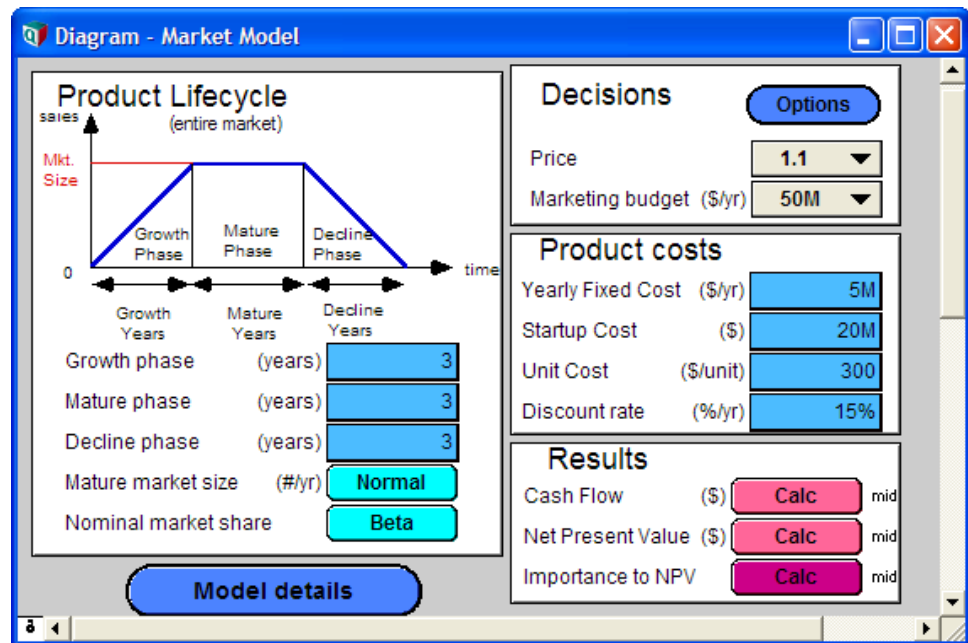 Diagram - Market Model
Product Lifecycle
(entire market)
sales
Mkt.
Size
Growth
Phase
Mature
Phase
Decline
Phase
0
time
Growth
Years
Mature
Years
Decline
Years
Growth phase (years) 3
Mature phase (years) 3
Decline phase (years) 3
Mature market size (#/yr) Normal
Nominal market share Beta
Model details
Decisions Options
Price 1.1
Marketing budget ($/yr) 50M
Product costs
Yearly Fixed Cost ($/yr) 5M
Startup Cost ($) 20M
Unit Cost ($/unit) 300
Discount rate (%/yr) 15%
Results
Cash Flow ($) Calc mid
Net Present Value ($) Calc mid
Importance to NPV Calc mid